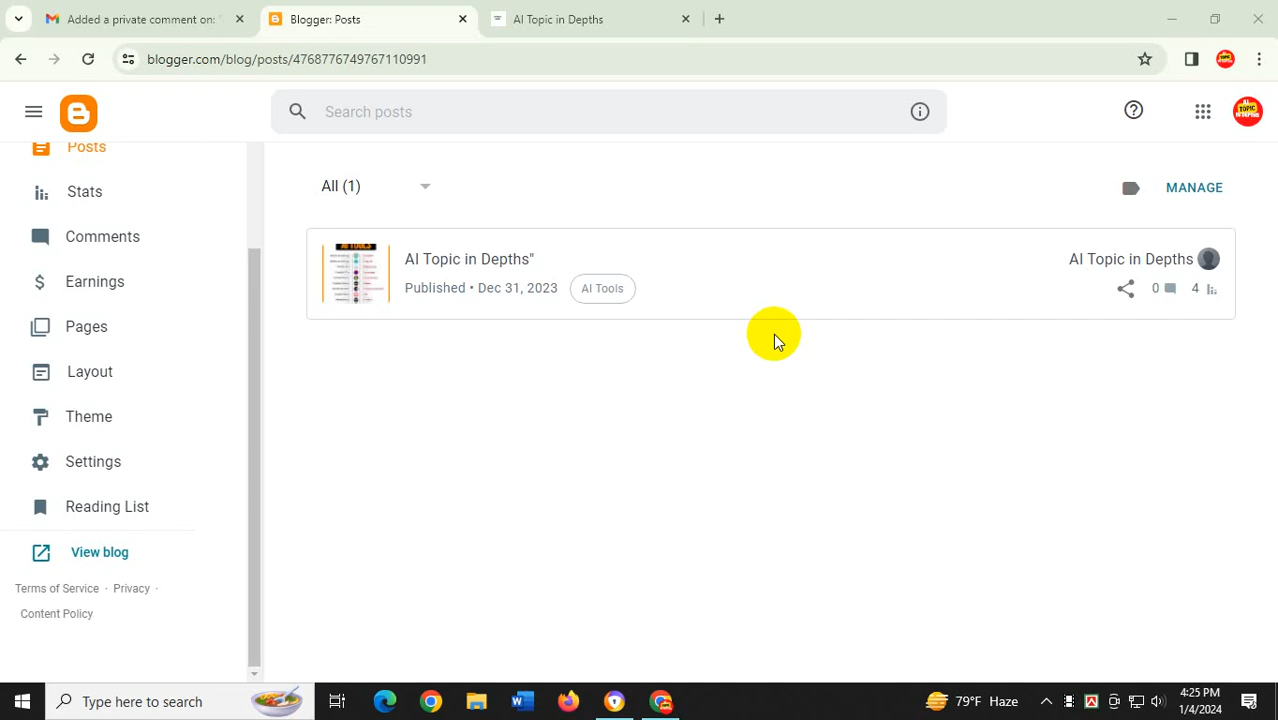 Added a private comment on:
Blogger: Posts
AI Topic in Depths
blogger.com/blog/posts/4768776749767110991
Search posts
TOPIC
Posts
Stats
Comments
Earnings
Pages
Layout
Theme
Settings
Reading List
View blog
Terms of Service · Privacy ·
Content Policy
All (1)
MANAGE
AI TOOLS
AI Topic in Depths"
Published • Dec 31, 2023
AI Tools
AI Topic in Depths
0
4
Type here to search
79°F Haze
4:25 PM
1/4/2024